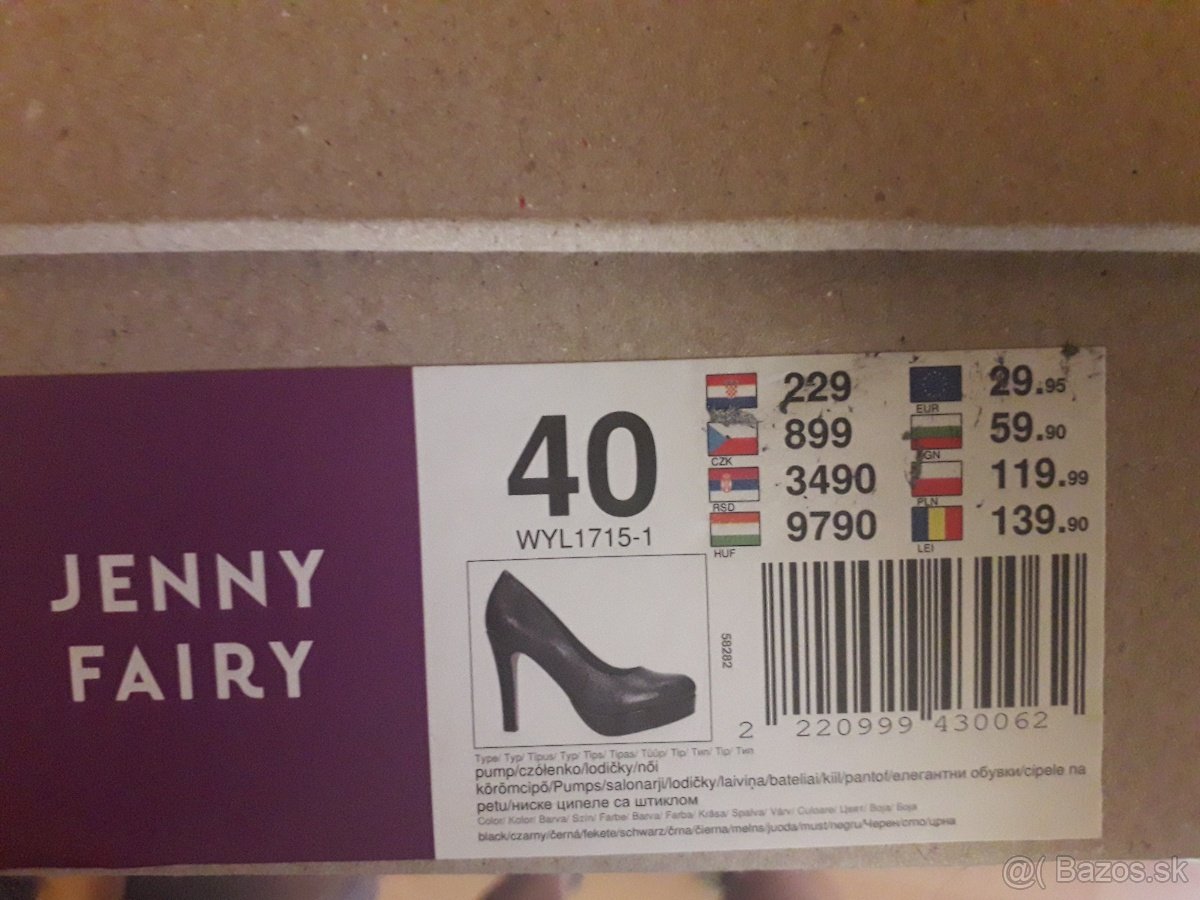 JENNY
FAIRY
40
WYL1715-1
229
29.95
EUR
899
59.90
CZK
GN
3490
119.99
RSD
PLN
9790
139.90
HUF
LEI
58282
2 220999 430062
Type/ Typ/ Tipus/ Typ/ Tips/ Tipas/ Tüüp/ Tip/ Тип/ Tip/ Тип
pump/czółenko/lodičky/női
körömcipő/Pumps/salonarji/lodičky/laiviņa/bateliai/kiil/pantof/елегантни обувки/cipele na
petu/ниске ципеле са штиклом
Color/ Kolor/ Barva/ Szín/ Farbe/ Barva/ Farba/ Krāsa/ Spalva/ Värv/ Culoare/ Цвят/ Boja/ Боја
black/czarny/černá/fekete/schwarz/črna/čierna/melns/juoda/must/negru/Черен/crno/црна
@( Bazos.sk